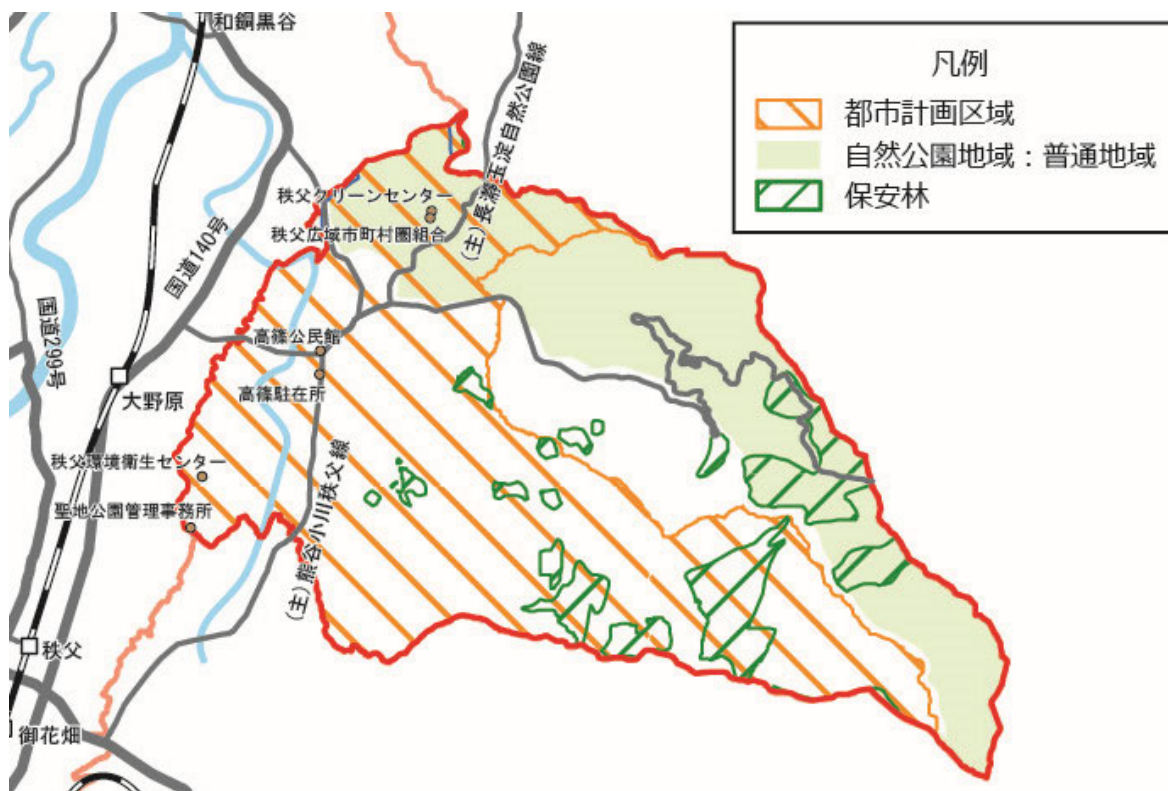 和銅黒谷
凡例
都市計画区域
自然公園地域：普通地域
保安林
(主)長瀞玉淀自然公園線
秩父クリーンセンター
秩父広域市町村圏組合
国道140号
国道299号
高篠公民館
高篠駐在所
大野原
秩父環境衛生センター
聖地公園管理事務所
(主)熊谷小川秩父線
秩父
御花畑